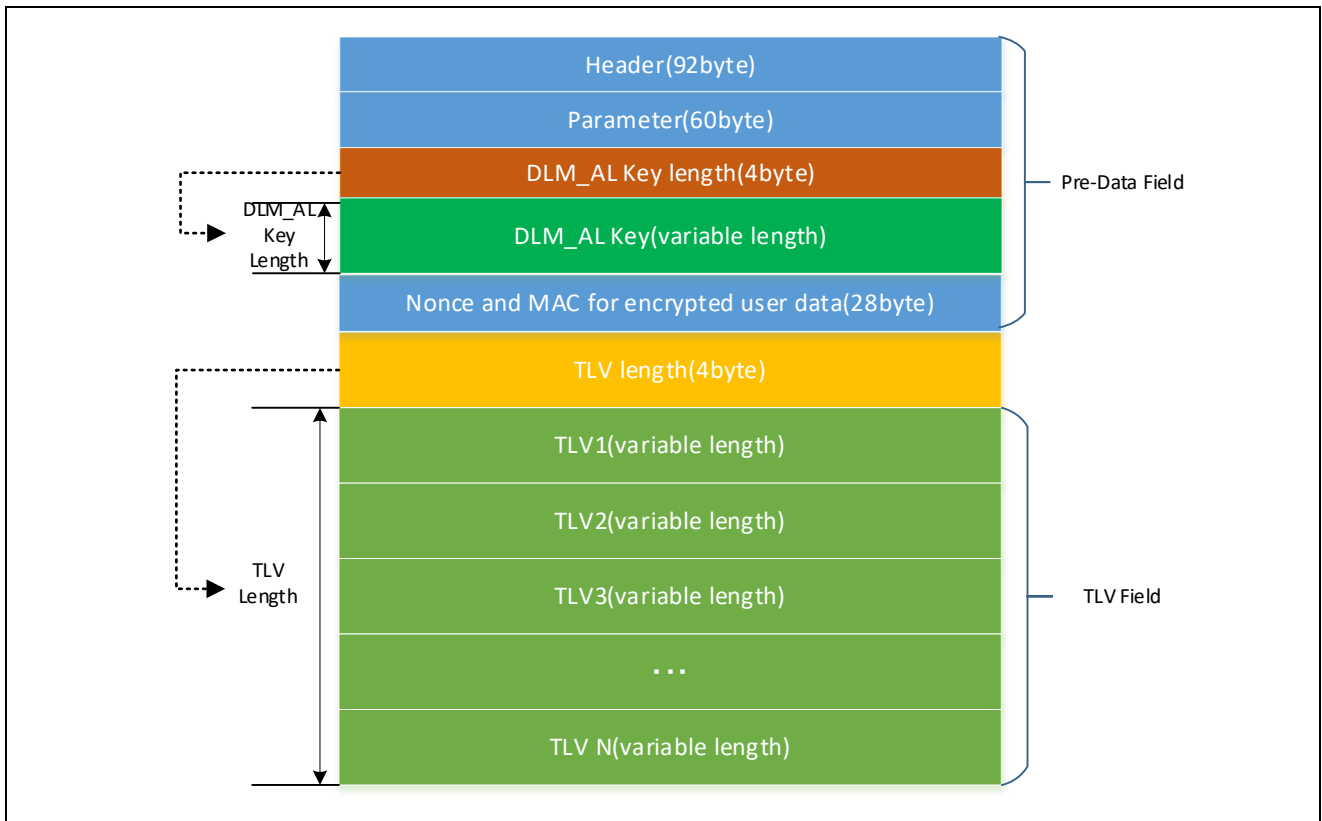 Header(92byte)
Parameter(60byte)
DLM_AL Key length(4byte)
DLM_AL
Key
Length
DLM_AL Key(variable length)
Pre-Data Field
Nonce and MAC for encrypted user data(28byte)
TLV length(4byte)
TLV1(variable length)
TLV2(variable length)
TLV
Length
TLV3(variable length)
TLV Field
...
TLV N(variable length)